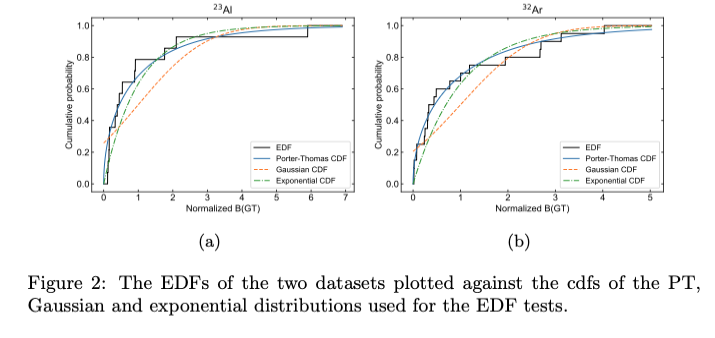 ²³Al
1.0
0.8
0.6
0.4
0.2
0.0
Cumulative probability
0 1 2 3 4 5 6 7
Normalized B(GT)
EDF
Porter-Thomas CDF
Gaussian CDF
Exponential CDF
(a)
³²Ar
1.0
0.8
0.6
0.4
0.2
0.0
Cumulative probability
0 1 2 3 4 5
Normalized B(GT)
EDF
Porter-Thomas CDF
Gaussian CDF
Exponential CDF
(b)
Figure 2: The EDFs of the two datasets plotted against the cdfs of the PT,
Gaussian and exponential distributions used for the EDF tests.